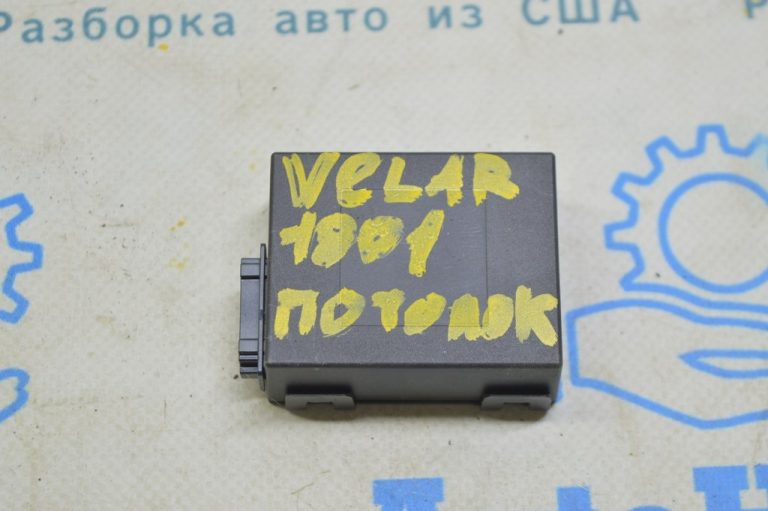 Разборка авто из США Р
VELAR
1801
ПОТОЛОК